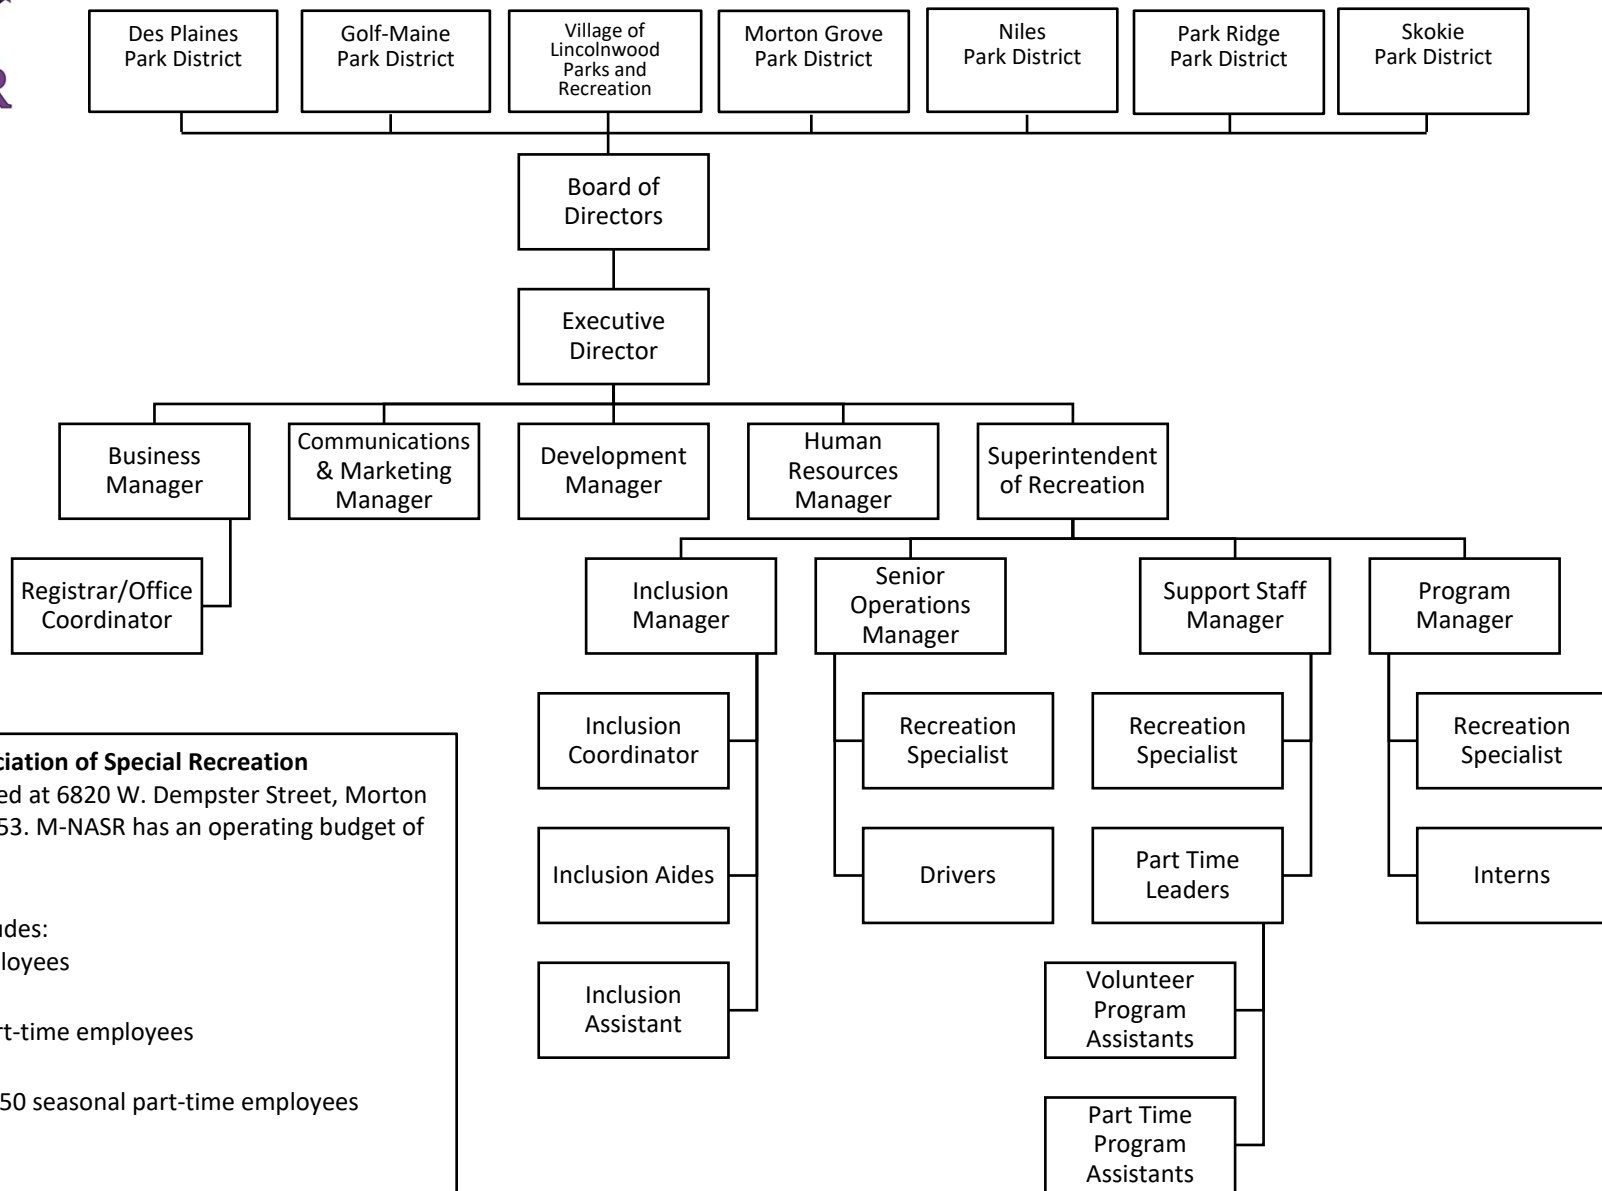 R
Des Plaines
Park District
Golf-Maine
Park District
Village of
Lincolnwood
Parks and
Recreation
Morton Grove
Park District
Niles
Park District
Park Ridge
Park District
Skokie
Park District
Board of
Directors
Executive
Director
Business
Manager
Communications
& Marketing
Manager
Development
Manager
Human
Resources
Manager
Superintendent
of Recreation
Registrar/Office
Coordinator
Inclusion
Manager
Senior
Operations
Manager
Support Staff
Manager
Program
Manager
Inclusion
Coordinator
Recreation
Specialist
Recreation
Specialist
Recreation
Specialist
Inclusion Aides
Drivers
Part Time
Leaders
Interns
Inclusion
Assistant
Volunteer
Program
Assistants
Part Time
Program
Assistants
ciation of Special Recreation
ed at 6820 W. Dempster Street, Morton
53. M-NASR has an operating budget of
udes:
loyees
rt-time employees
50 seasonal part-time employees